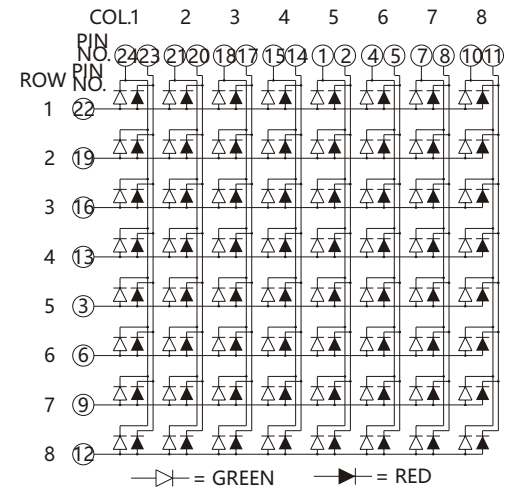 COL.1 2 3 4 5 6 7 8
PIN
NO. 24 23 21 20 18 17 15 14 1 2 4 5 7 8 10 11
ROW PIN
NO.
1 22
2 19
3 16
4 13
5 3
6 6
7 9
8 12
= GREEN = RED